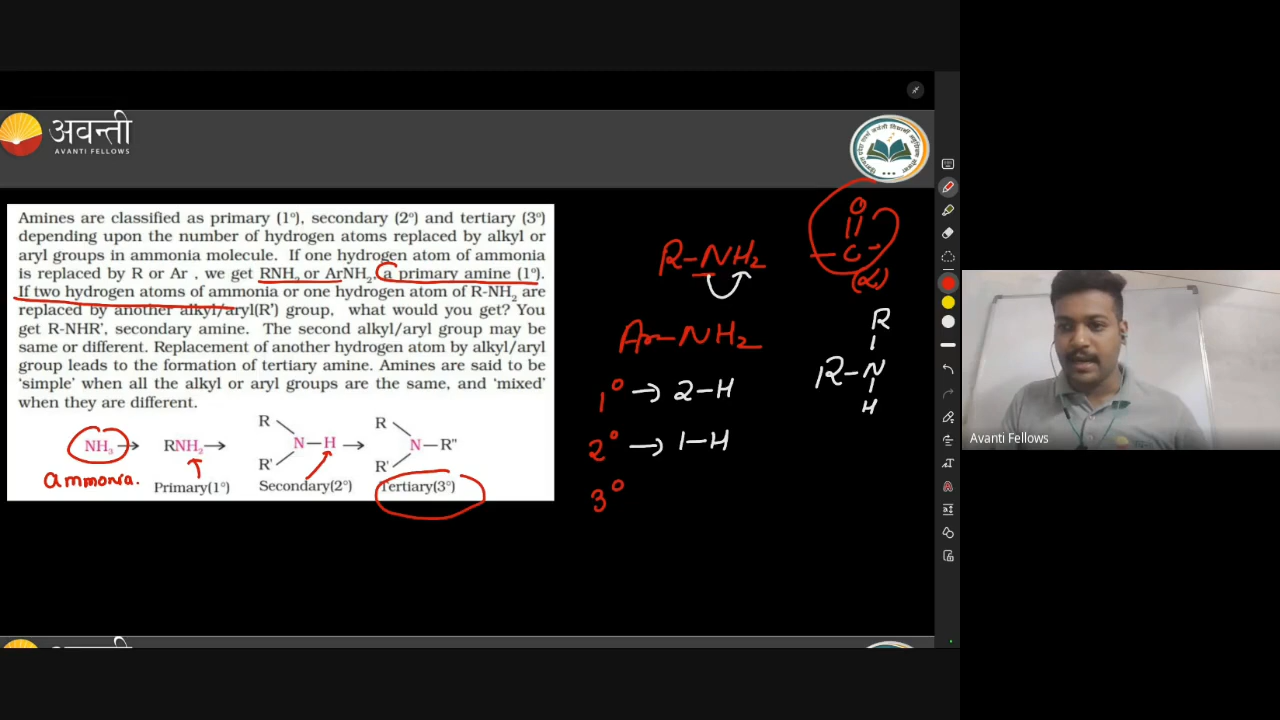 अवन्ती
AVANTI FELLOWS
Amines are classified as primary (1°), secondary (2°) and tertiary (3°)
depending upon the number of hydrogen atoms replaced by alkyl or
aryl groups in ammonia molecule. If one hydrogen atom of ammonia
is replaced by R or Ar , we get RNH₂ or ArNH₂, a primary amine (1°).
If two hydrogen atoms of ammonia or one hydrogen atom of R-NH₂ are
replaced by another alkyl/aryl(R’) group, what would you get? You
get R-NHR’, secondary amine. The second alkyl/aryl group may be
same or different. Replacement of another hydrogen atom by alkyl/aryl
group leads to the formation of tertiary amine. Amines are said to be
‘simple’ when all the alkyl or aryl groups are the same, and ‘mixed’
when they are different.
NH₃ → RNH₂ → R R' N—H → R R' N—R"
ammonia.
Primary(1°) Secondary(2°) Tertiary(3°)
R-NH₂
Ar-NH₂
1° → 2-H
2° → 1-H
3°
O
||
-C-
R
|
R-N
|
H
Avanti Fellows